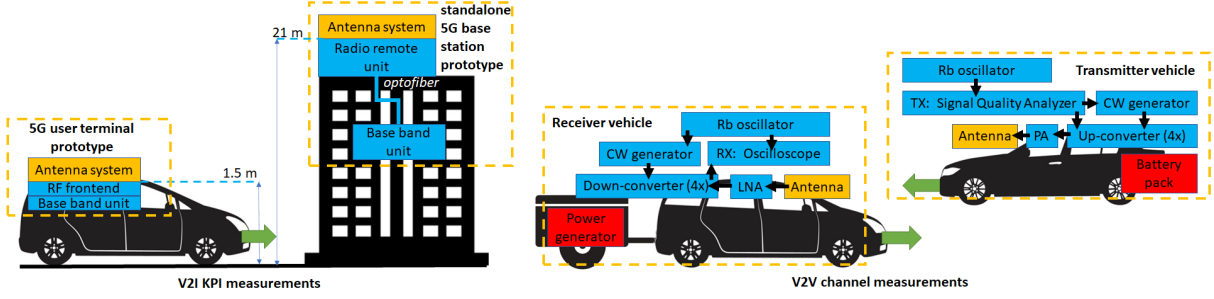 standalone
5G base
station
prototype
Antenna system
21 m
Radio remote
unit
optofiber
Base band
unit
5G user terminal
prototype
Antenna system
1.5 m
RF frontend
Base band unit
V2I KPI measurements
Receiver vehicle
Rb oscillator
CW generator
RX: Oscilloscope
Down-converter (4x)
LNA
Antenna
Power
generator
Rb oscillator
Transmitter vehicle
TX: Signal Quality Analyzer
CW generator
Antenna
PA
Up-converter (4x)
Battery
pack
V2V channel measurements